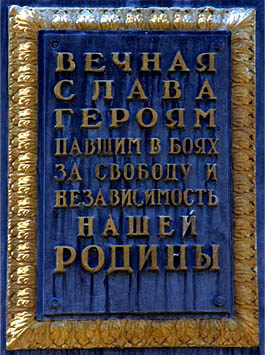 ВЕЧНАЯ
СЛАВА
ГЕРОЯМ
ПАВШИМ В БОЯХ
ЗА СВОБОДУ И
НЕЗАВИСИМОСТЬ
НАШЕЙ
РОДИНЫ